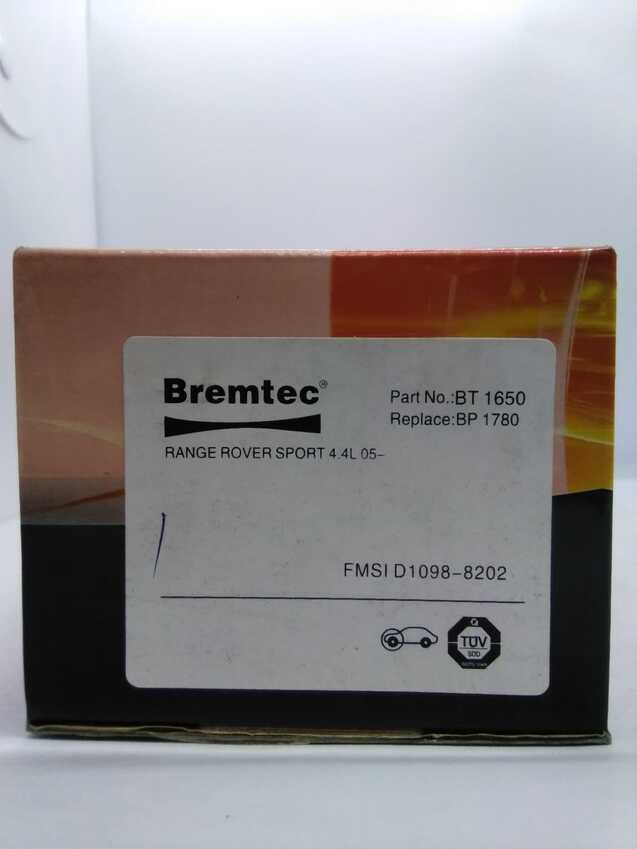 Bremtec®
Part No.:BT 1650
Replace:BP 1780
RANGE ROVER SPORT 4.4L 05-
FMSI D1098-8202
TÜV
SÜD